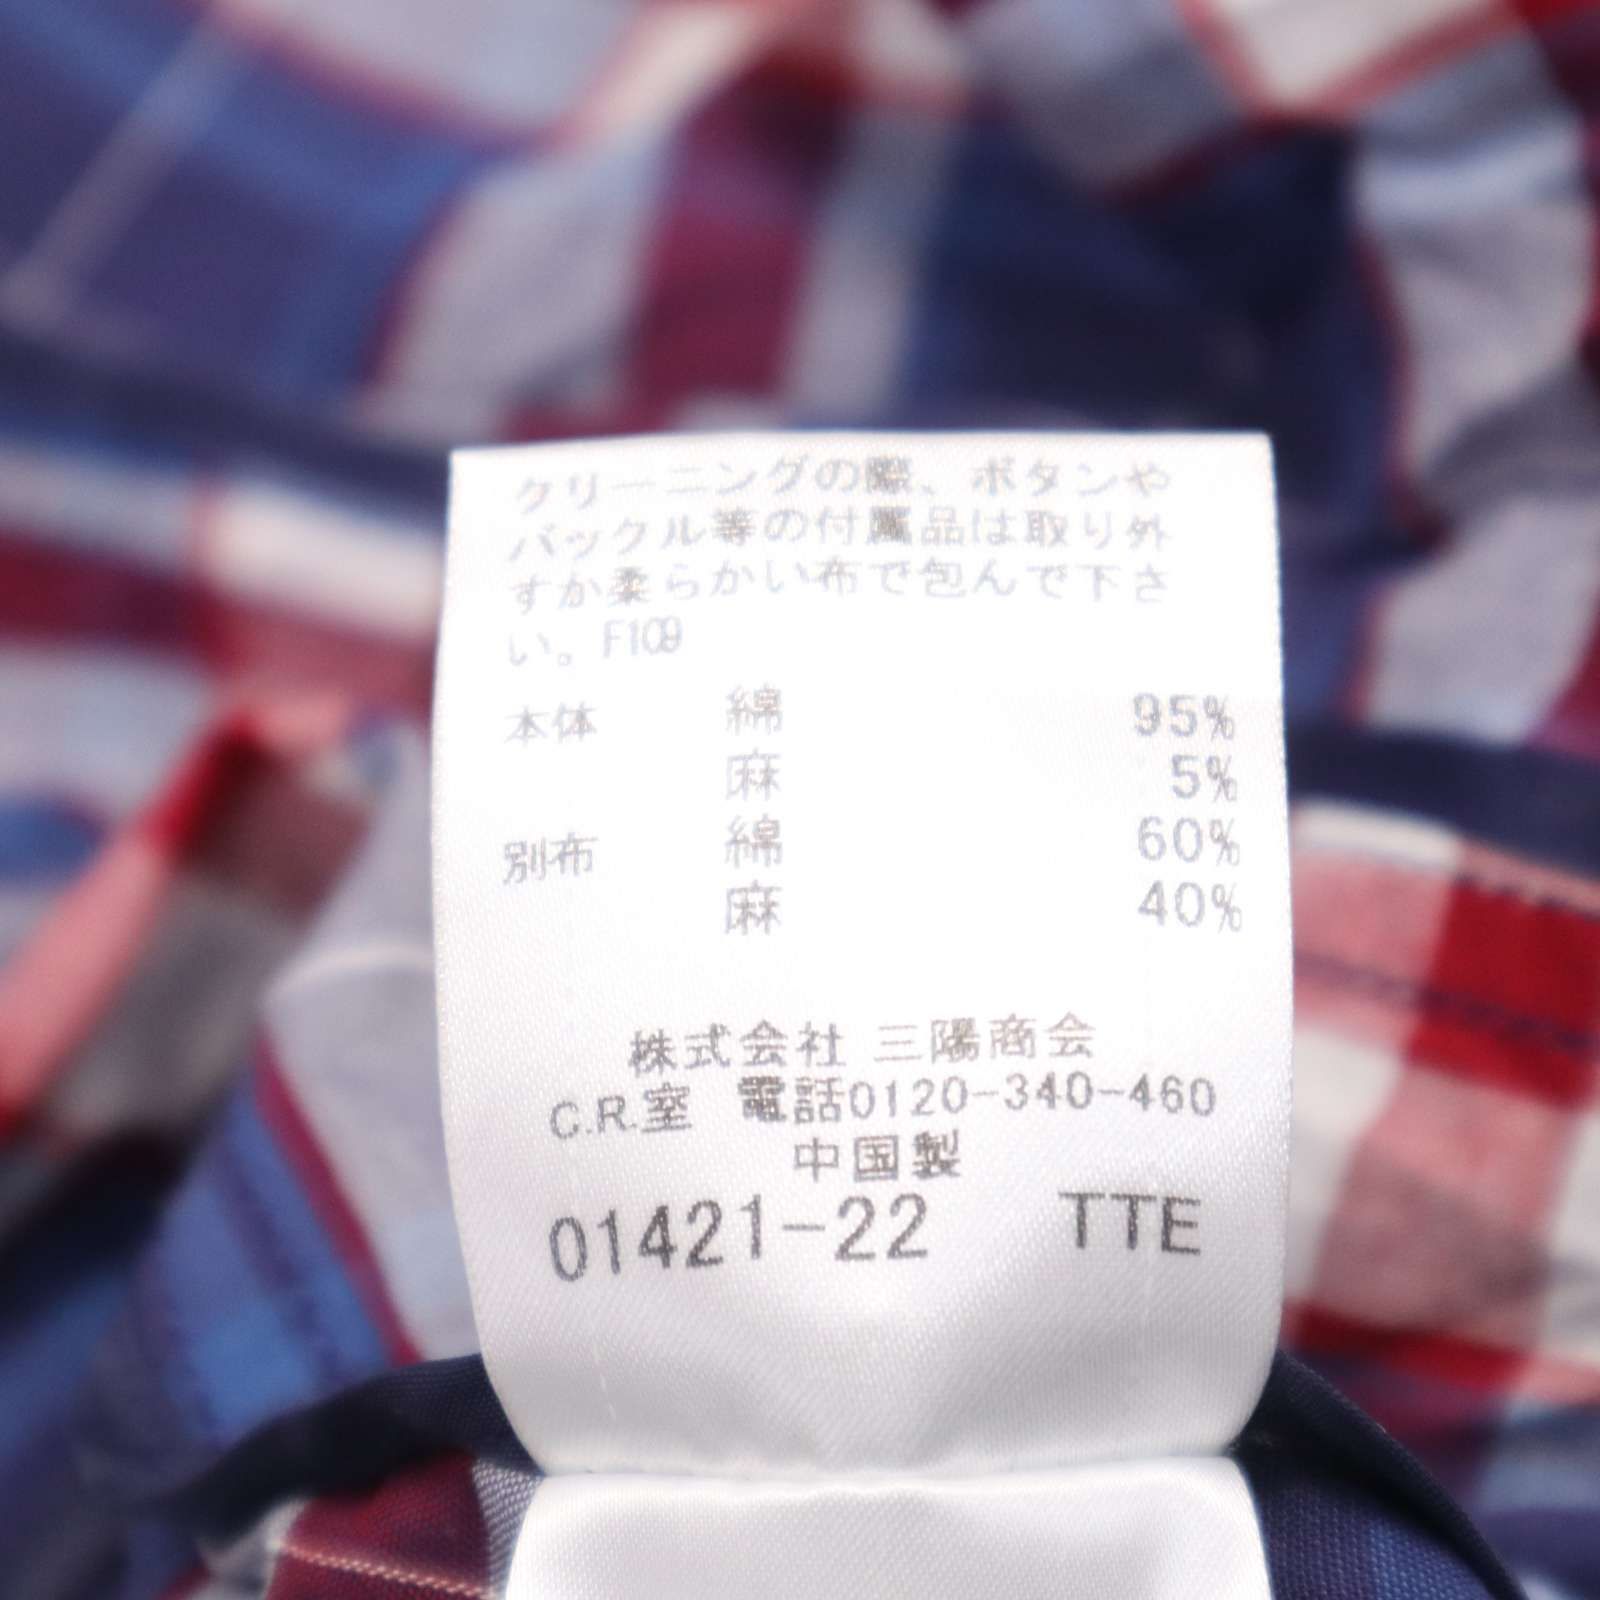 クリーニングの際、ボタンや
バックル等の付属品は取り外
すか柔らかい布で包んで下さ
い。F109
本体 綿 95%
麻 5%
別布 綿 60%
麻 40%
株式会社 三陽商会
C.R.室 電話0120-340-460
中国製
01421-22 TTE